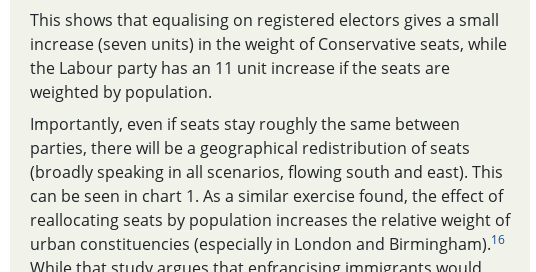 This shows that equalising on registered electors gives a small
increase (seven units) in the weight of Conservative seats, while
the Labour party has an 11 unit increase if the seats are
weighted by population.
Importantly, even if seats stay roughly the same between
parties, there will be a geographical redistribution of seats
(broadly speaking in all scenarios, flowing south and east). This
can be seen in chart 1. As a similar exercise found, the effect of
reallocating seats by population increases the relative weight of
urban constituencies (especially in London and Birmingham).16
While that study argues that enfrancising immigrants would